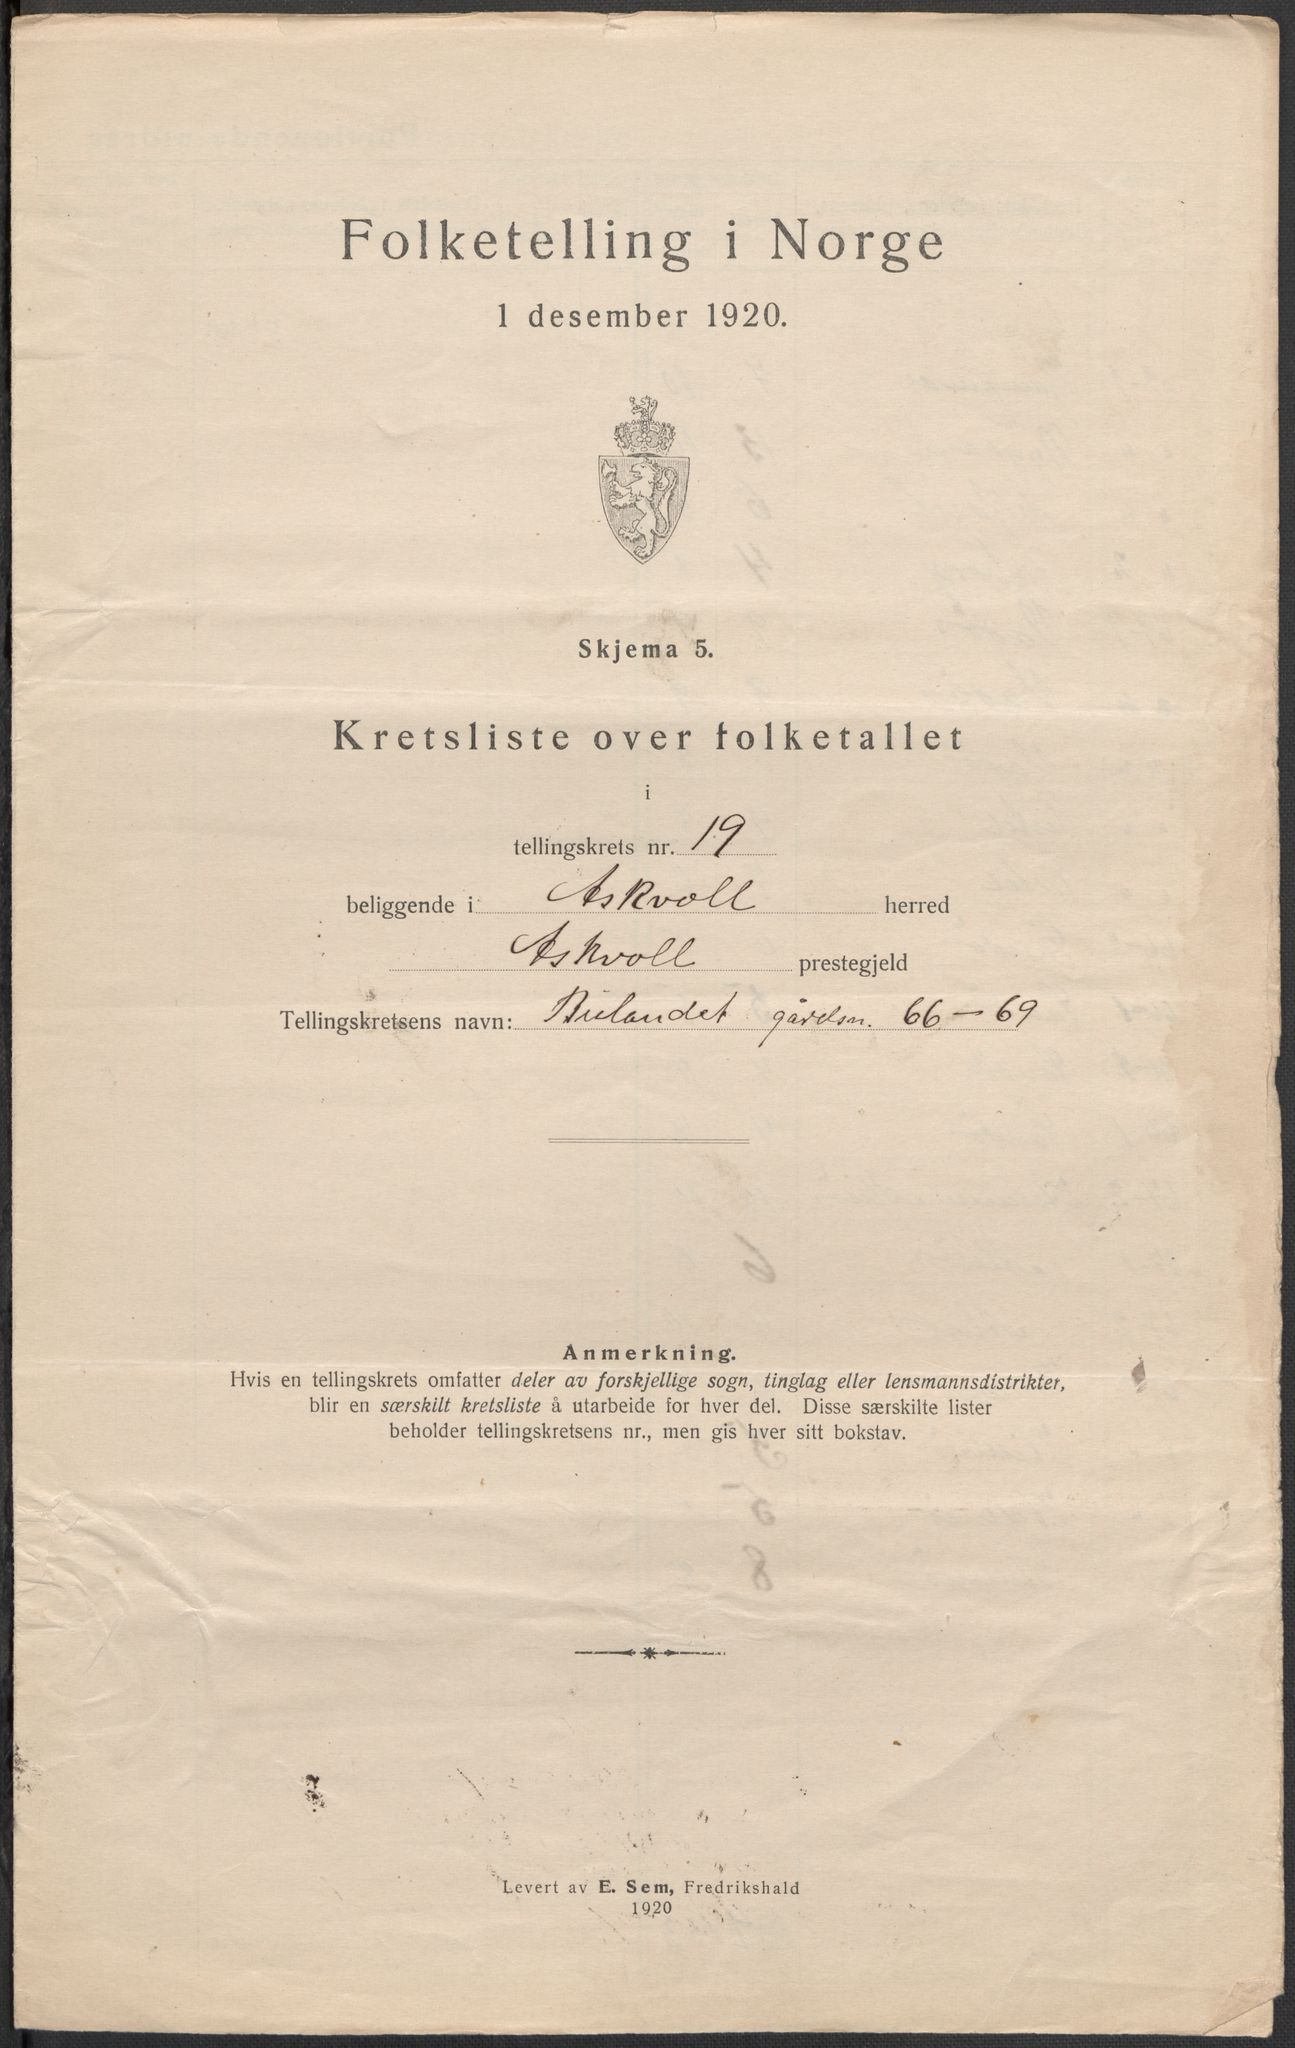 Folketelling i Norge
1 desember 1920.
Skjema 5.
Kretsliste over folketallet
i
tellingskrets nr. 19
beliggende i Askvoll herred
Askvoll prestegjeld
Tellingskretsens navn: Bulandet gårdsn. 66-69
Anmerkning.
Hvis en tellingskrets omfatter deler av forskjellige sogn, tinglag eller lensmannsdistrikter,
blir en særskilt kretsliste å utarbeide for hver del. Disse særskilte lister
beholder tellingskretsens nr., men gis hver sitt bokstav.
Levert av E. Sem, Fredrikshald
1920